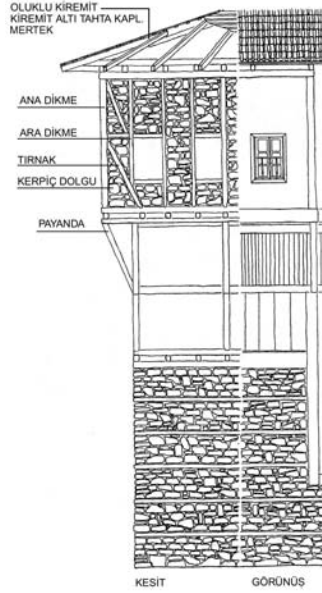 OLUKLU KİREMİT
KİREMİT ALTI TAHTA KAPL.
MERTEK
ANA DİKME
ARA DİKME
TIRNAK
KERPİÇ DOLGU
PAYANDA
KESİT
GÖRÜNÜŞ